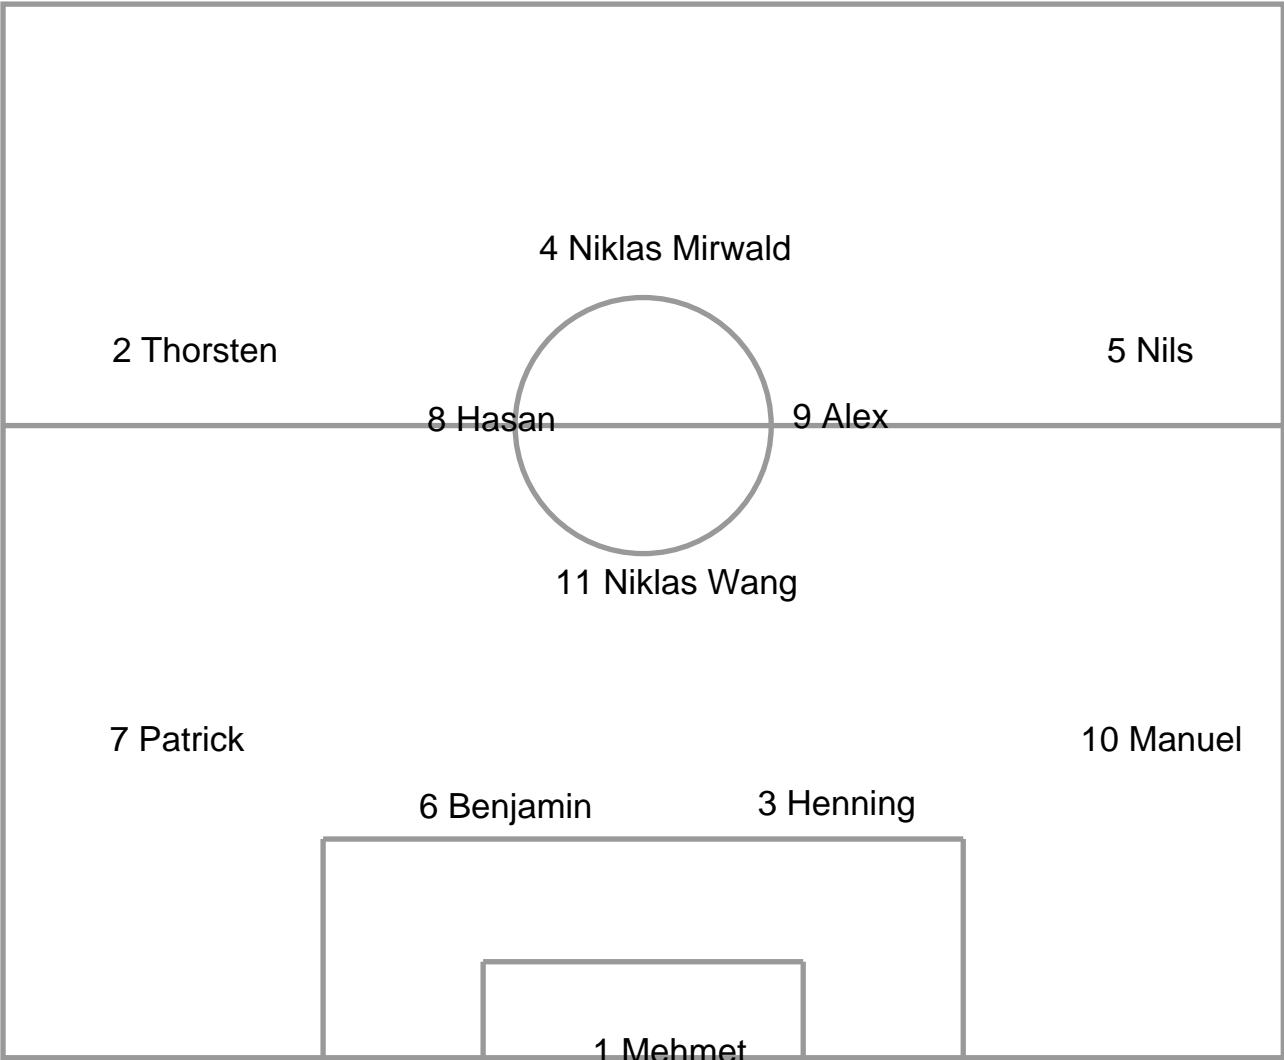 4 Niklas Mirwald
2 Thorsten
5 Nils
8 Hasan
9 Alex
11 Niklas Wang
7 Patrick
10 Manuel
6 Benjamin
3 Henning
1 Mehmet